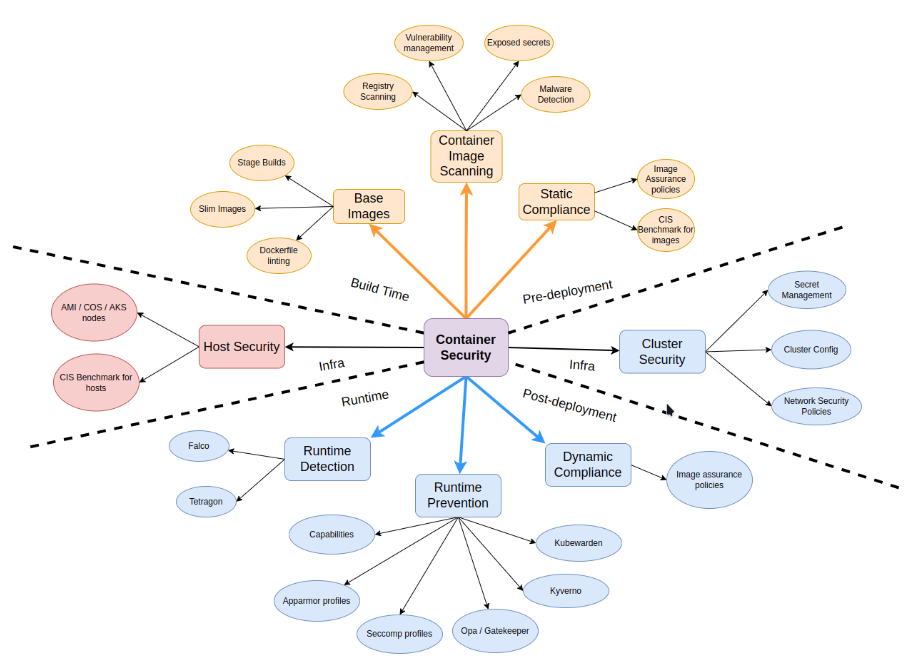 Vulnerability
management
Exposed secrets
Registry
Scanning
Malware
Detection
Container
Image
Scanning
Stage Builds
Slim Images
Dockerfile
linting
Base
Images
Static
Compliance
Image
Assurance
policies
CIS
Benchmark for
images
Build Time
Pre-deployment
AMI / COS / AKS
nodes
CIS Benchmark for
hosts
Host Security
Infra
Container
Security
Infra
Cluster
Security
Secret
Management
Cluster Config
Network Security
Policies
Runtime
Post-deployment
Falco
Tetragon
Runtime
Detection
Runtime
Prevention
Dynamic
Compliance
Image assurance
policies
Capabilities
Apparmor profiles
Seccomp profiles
Opa / Gatekeeper
Kyverno
Kubewarden